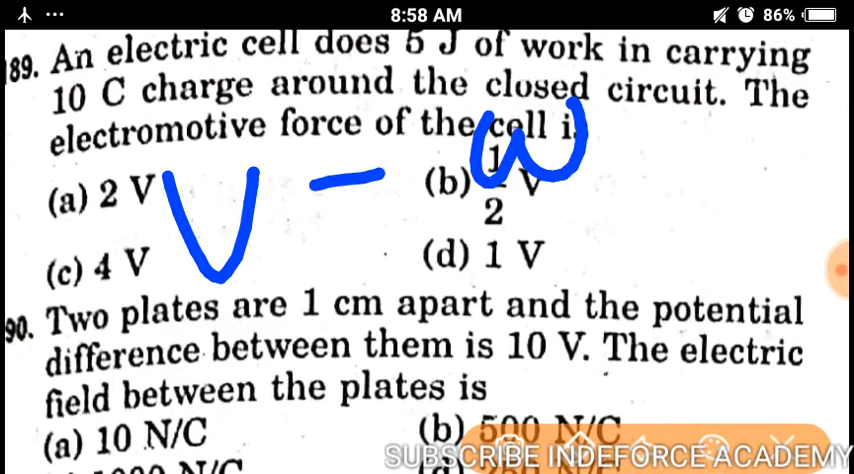 8:58 AM
86%
189. An electric cell does 5 J of work in carrying
10 C charge around the closed circuit. The
electromotive force of the cell is
(a) 2 V
(b) 1/2 V
(c) 4 V
(d) 1 V
V - W
90. Two plates are 1 cm apart and the potential
difference between them is 10 V. The electric
field between the plates is
(a) 10 N/C
(b) 500 N/C
N/C
SUBSCRIBE INDEFORCE ACADEMY